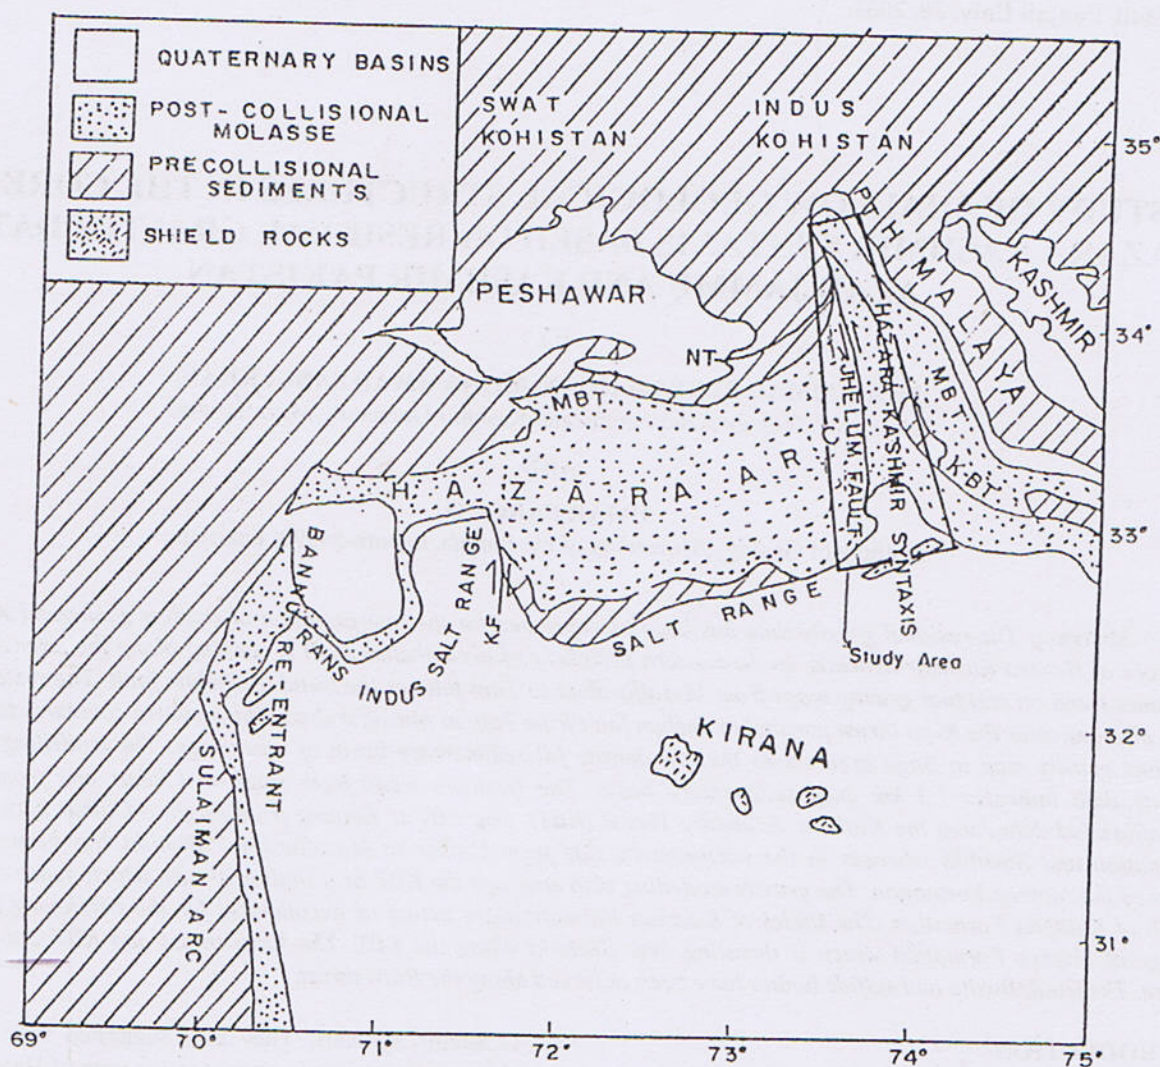 QUATERNARY BASINS
POST-COLLISIONAL
MOLASSE
PRECOLLISIONAL
SEDIMENTS
SHIELD ROCKS
SWAT
KOHISTAN
INDUS
KOHISTAN
35°
PT
HIMALAYA
KASHMIR
PESHAWAR
34°
NT
MBT
HAZARA KASHMIR
SYNTAXIS
JHELUM FAULT
MBT
KBT
HAZARA ARC
33°
BANNU
TRANS INDUS SALT RANGE
K.F
SALT RANGE
Study Area
RE-ENTRANT
KIRANA
32°
SULAIMAN ARC
31°
69° 70° 71° 72° 73° 74° 75°